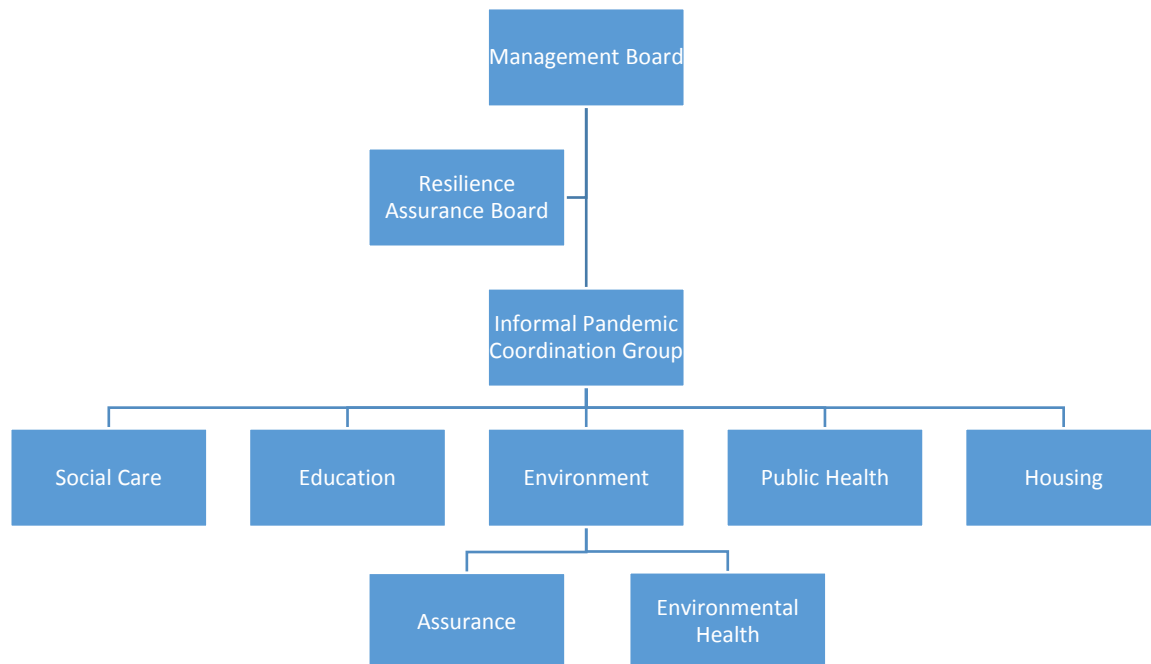 Management Board
Resilience
Assurance Board
Informal Pandemic
Coordination Group
Social Care
Education
Environment
Public Health
Housing
Assurance
Environmental
Health